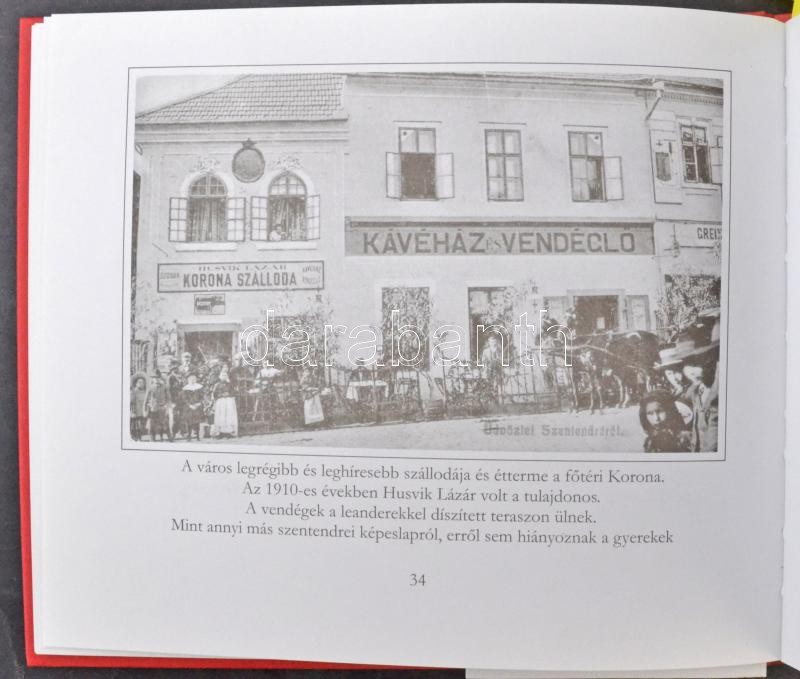 HUSVIK LÁZÁR
KORONA SZÁLLODA
KÁVÉHÁZ ÉS VENDÉGLŐ
GREI
darabanth
Üdvözlet Szentendréről.
A város legrégibb és leghíresebb szállodája és étterme a főtéri Korona.
Az 1910-es években Husvik Lázár volt a tulajdonos.
A vendégek a leanderekkel díszített teraszon ülnek.
Mint annyi más szentendrei képeslapról, erről sem hiányoznak a gyerekek
34